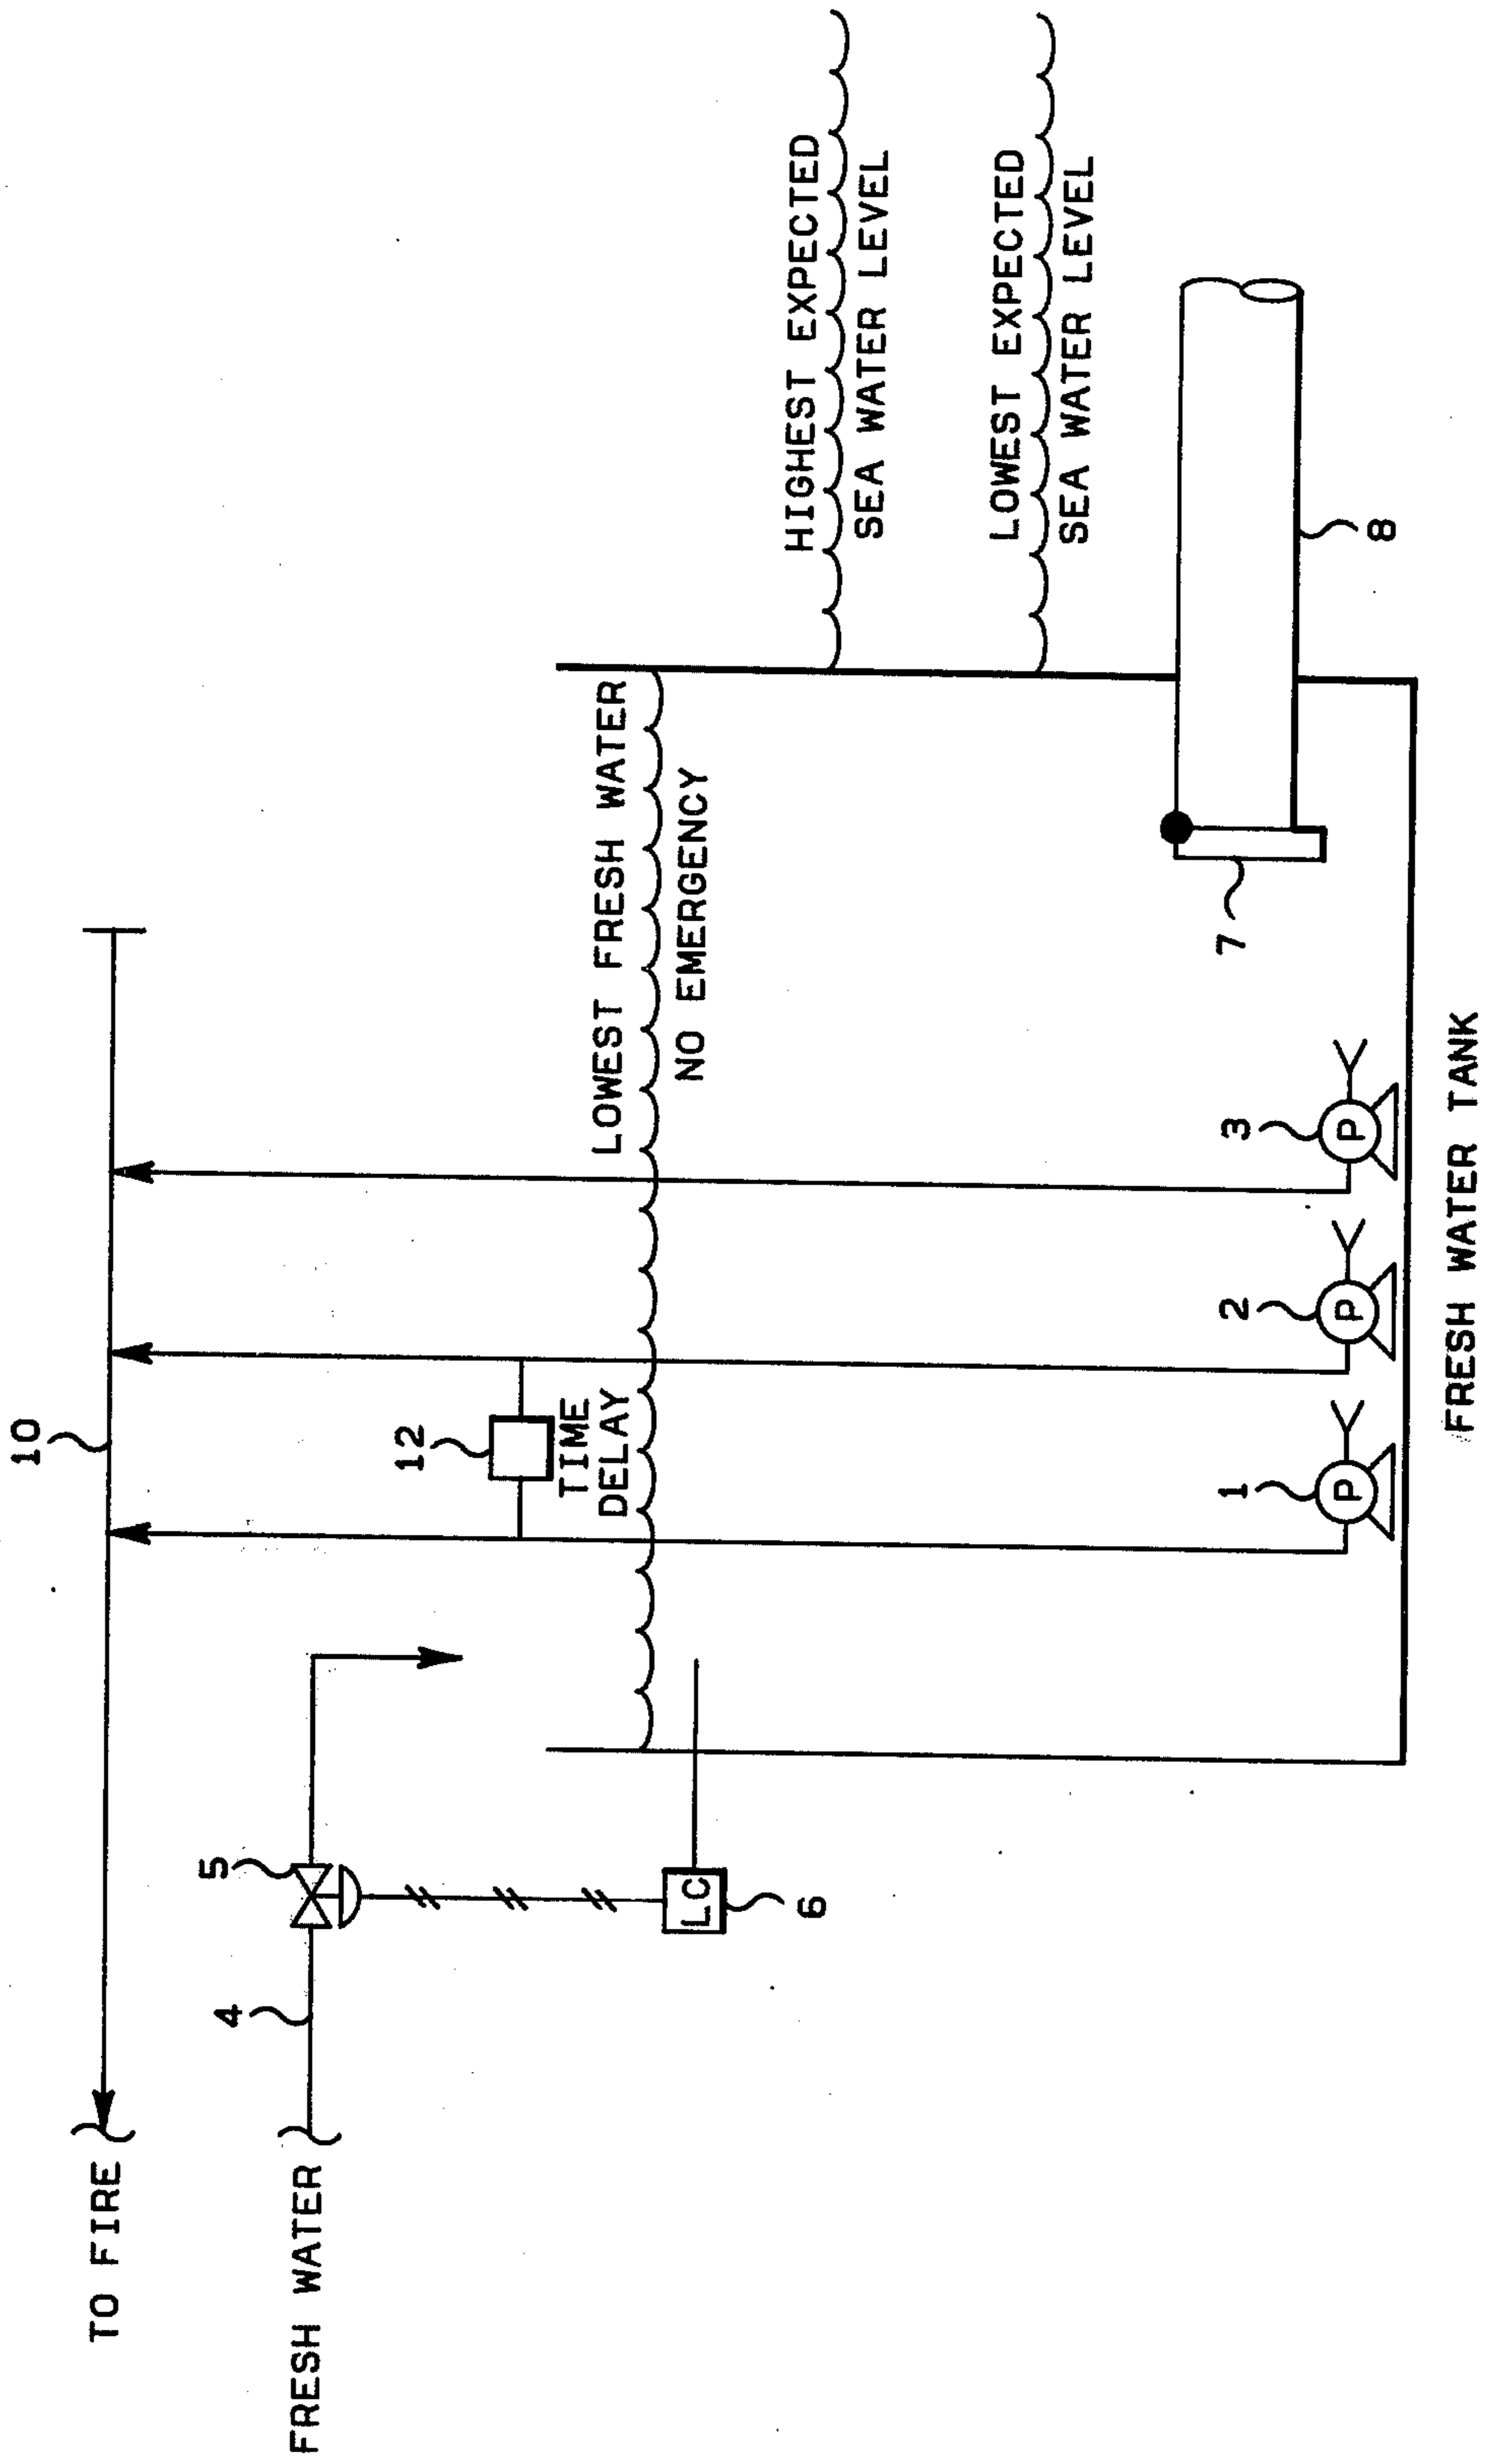 10
TO FIRE
FRESH WATER
4
5
12
TIME
DELAY
LOWEST FRESH WATER
NO EMERGENCY
HIGHEST EXPECTED
SEA WATER LEVEL
LOWEST EXPECTED
SEA WATER LEVEL
LC
6
1
P
2
P
3
P
7
8
FRESH WATER TANK